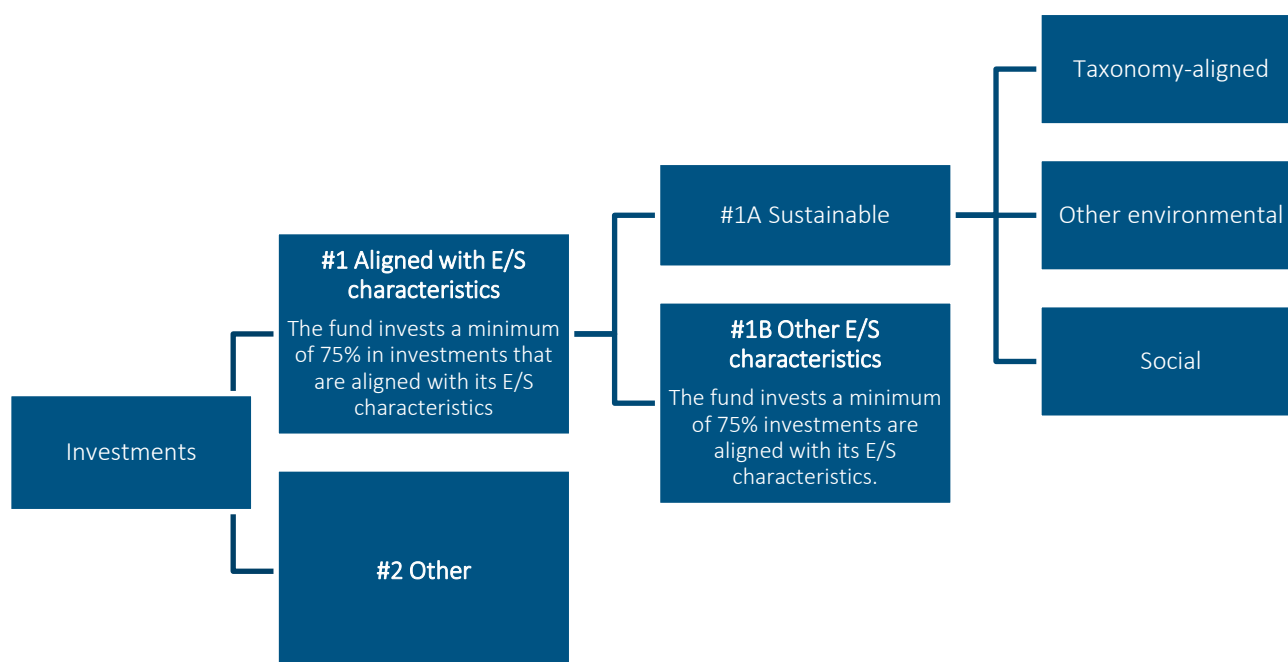 Investments
#1 Aligned with E/S
characteristics
The fund invests a minimum
of 75% in investments that
are aligned with its E/S
characteristics
#2 Other
#1A Sustainable
#1B Other E/S
characteristics
The fund invests a minimum
of 75% investments are
aligned with its E/S
characteristics.
Taxonomy-aligned
Other environmental
Social